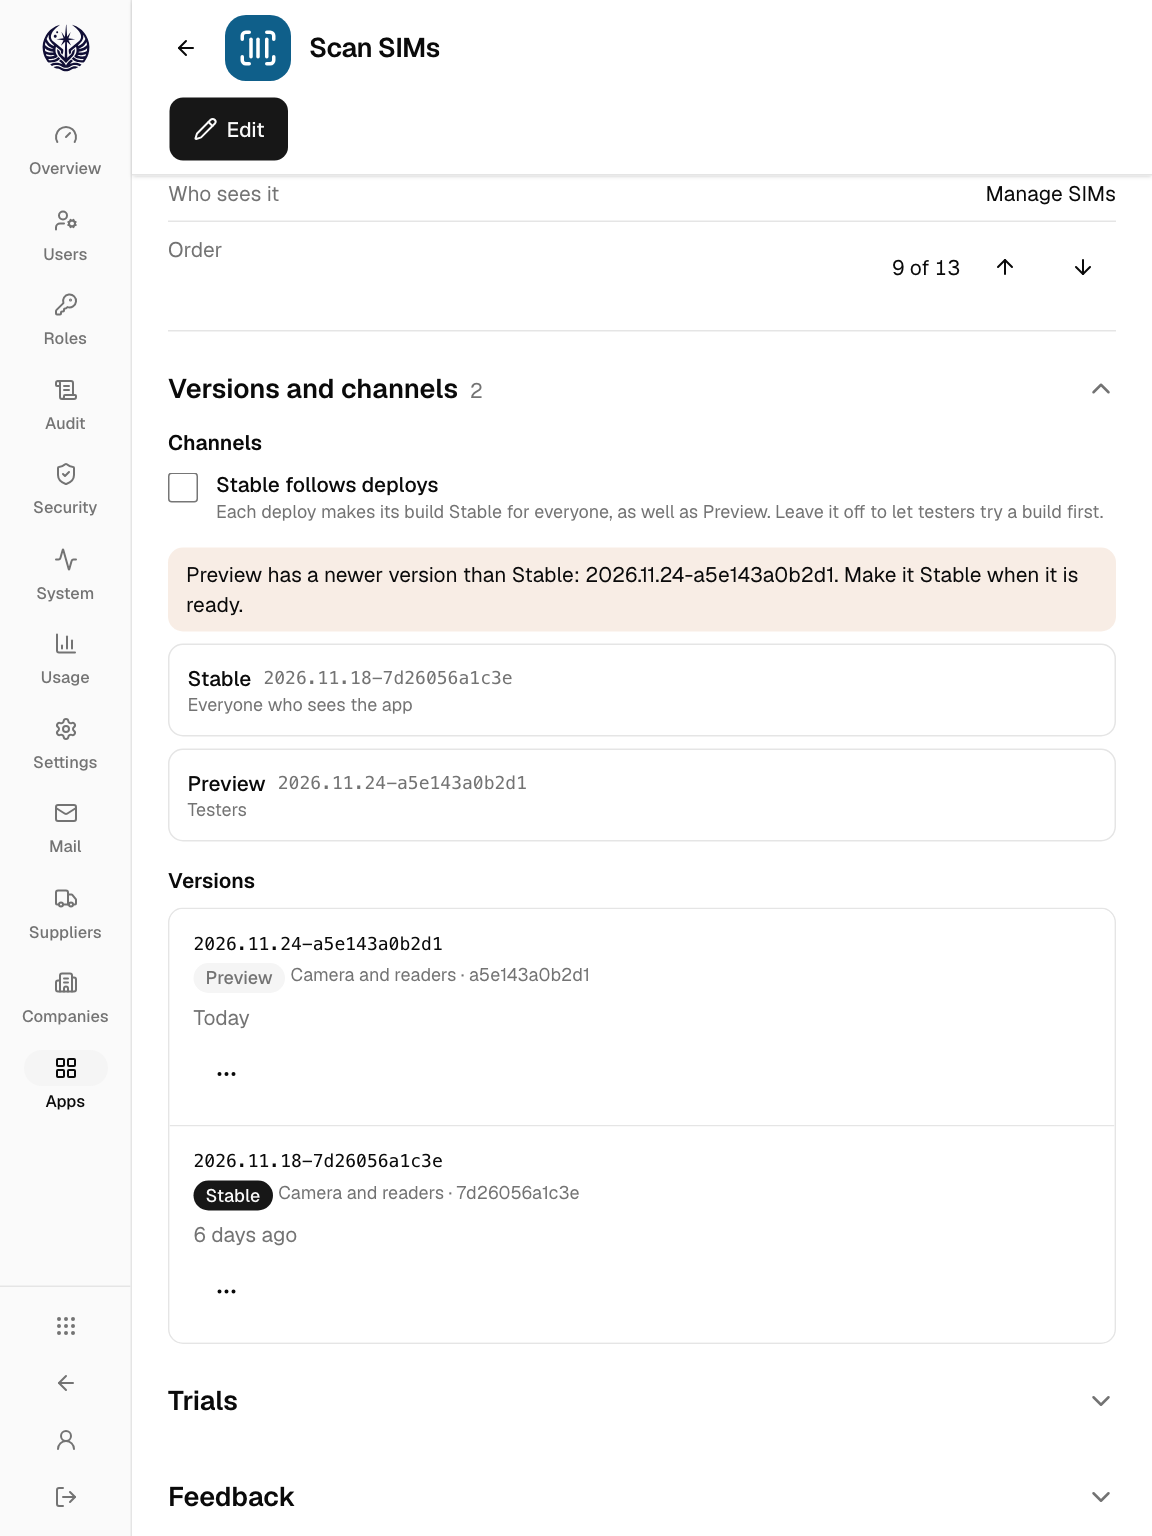 Scan SIMs
Edit
Overview
Users
Roles
Audit
Security
System
Usage
Settings
Mail
Suppliers
Companies
Apps
Who sees it
Manage SIMs
Order
9 of 13
Versions and channels 2
Channels
Stable follows deploys
Each deploy makes its build Stable for everyone, as well as Preview. Leave it off to let testers try a build first.
Preview has a newer version than Stable: 2026.11.24-a5e143a0b2d1. Make it Stable when it is
ready.
Stable 2026.11.18-7d26056a1c3e
Everyone who sees the app
Preview 2026.11.24-a5e143a0b2d1
Testers
Versions
2026.11.24-a5e143a0b2d1
Preview Camera and readers · a5e143a0b2d1
Today
...
2026.11.18-7d26056a1c3e
Stable Camera and readers · 7d26056a1c3e
6 days ago
...
Trials
Feedback